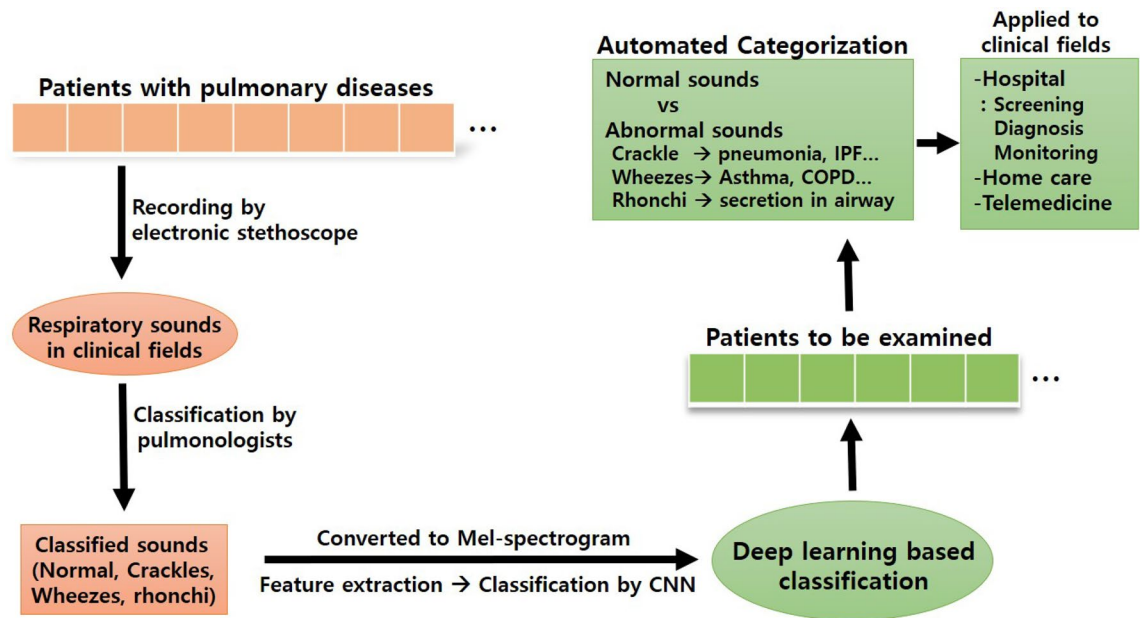 Patients with pulmonary diseases
...
Recording by
electronic stethoscope
Respiratory sounds
in clinical fields
Classification by
pulmonologists
Classified sounds
(Normal, Crackles,
Wheezes, rhonchi)
Converted to Mel-spectrogram
Feature extraction → Classification by CNN
Deep learning based
classification
Patients to be examined
...
Automated Categorization
Normal sounds
vs
Abnormal sounds
Crackle → pneumonia, IPF...
Wheezes→ Asthma, COPD...
Rhonchi → secretion in airway
Applied to
clinical fields
-Hospital
: Screening
Diagnosis
Monitoring
-Home care
-Telemedicine